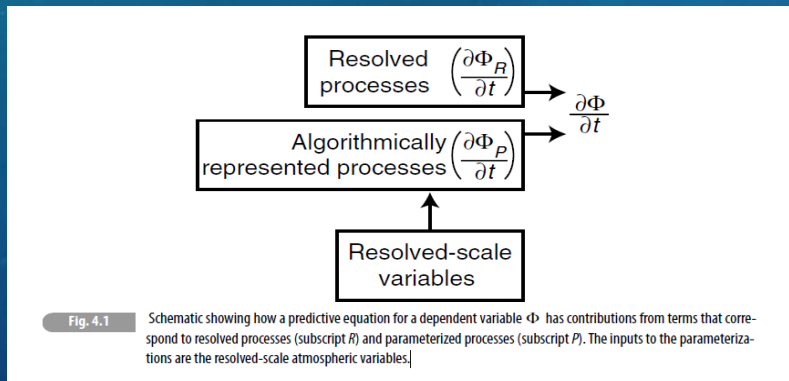 Resolved (∂Φ_R/∂t)
processes
Algorithmically (∂Φ_P/∂t)
represented processes
∂Φ/∂t
Resolved-scale
variables
Fig. 4.1
Schematic showing how a predictive equation for a dependent variable Φ has contributions from terms that corre-
spond to resolved processes (subscript R) and parameterized processes (subscript P). The inputs to the parameteriza-
tions are the resolved-scale atmospheric variables.